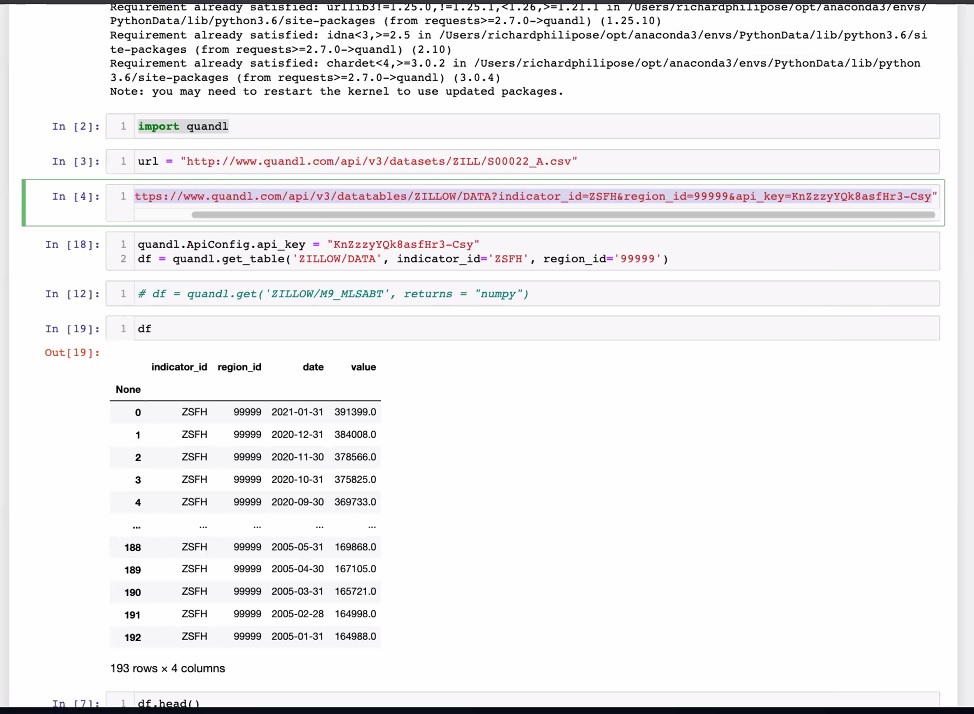 Requirement already satisfied: urllib3!=1.25.0,!=1.25.1,<1.26,>=1.21.1 in /Users/richardphilipose/opt/anaconda3/envs/
PythonData/lib/python3.6/site-packages (from requests>=2.7.0->quandl) (1.25.10)
Requirement already satisfied: idna<3,>=2.5 in /Users/richardphilipose/opt/anaconda3/envs/PythonData/lib/python3.6/si
te-packages (from requests>=2.7.0->quandl) (2.10)
Requirement already satisfied: chardet<4,>=3.0.2 in /Users/richardphilipose/opt/anaconda3/envs/PythonData/lib/python
3.6/site-packages (from requests>=2.7.0->quandl) (3.0.4)
Note: you may need to restart the kernel to use updated packages.
In [2]: 1 import quandl
In [3]: 1 url = "http://www.quandl.com/api/v3/datasets/ZILL/S00022_A.csv"
In [4]: 1 ttps://www.quandl.com/api/v3/datatables/ZILLOW/DATA?indicator_id=ZSFH&region_id=99999&api_key=KnZzzyYQk8asfHr3-Csy"
In [18]: 1 quandl.ApiConfig.api_key = "KnZzzyYQk8asfHr3-Csy"
2 df = quandl.get_table('ZILLOW/DATA', indicator_id='ZSFH', region_id='99999')
In [12]: 1 # df = quandl.get('ZILLOW/M9_MLSABT', returns = "numpy")
In [19]: 1 df
Out[19]:
indicator_id region_id date value
None
0 ZSFH 99999 2021-01-31 391399.0
1 ZSFH 99999 2020-12-31 384008.0
2 ZSFH 99999 2020-11-30 378566.0
3 ZSFH 99999 2020-10-31 375825.0
4 ZSFH 99999 2020-09-30 369733.0
... ... ... ... ...
188 ZSFH 99999 2005-05-31 169868.0
189 ZSFH 99999 2005-04-30 167105.0
190 ZSFH 99999 2005-03-31 165721.0
191 ZSFH 99999 2005-02-28 164998.0
192 ZSFH 99999 2005-01-31 164988.0
193 rows × 4 columns
In [7]: 1 df.head()